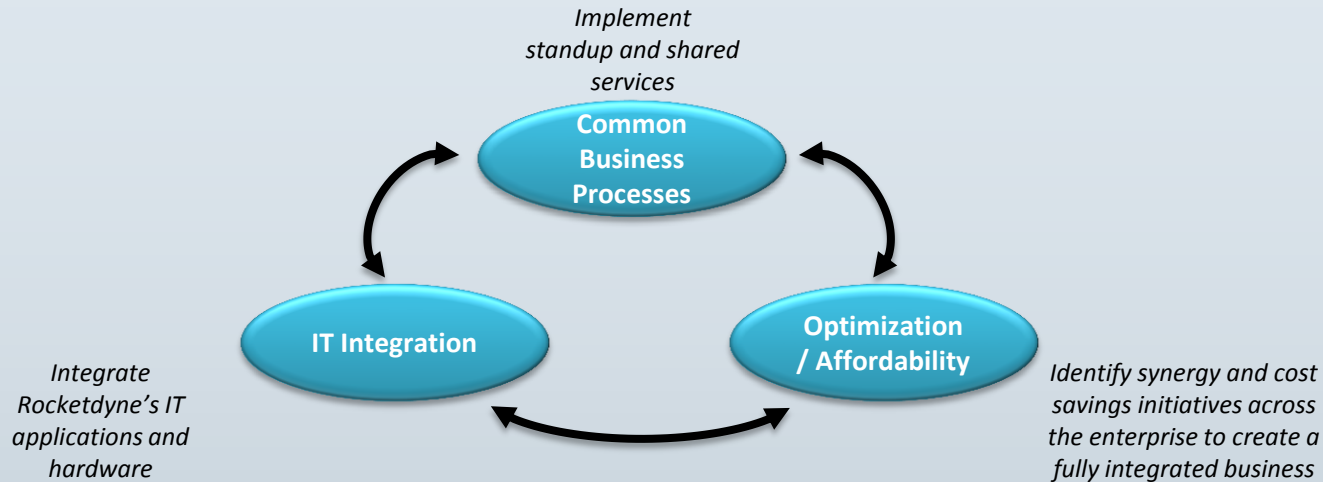 Implement
standup and shared
services
Common
Business
Processes
IT Integration
Optimization
/ Affordability
Integrate
Rocketdyne’s IT
applications and
hardware
Identify synergy and cost
savings initiatives across
the enterprise to create a
fully integrated business